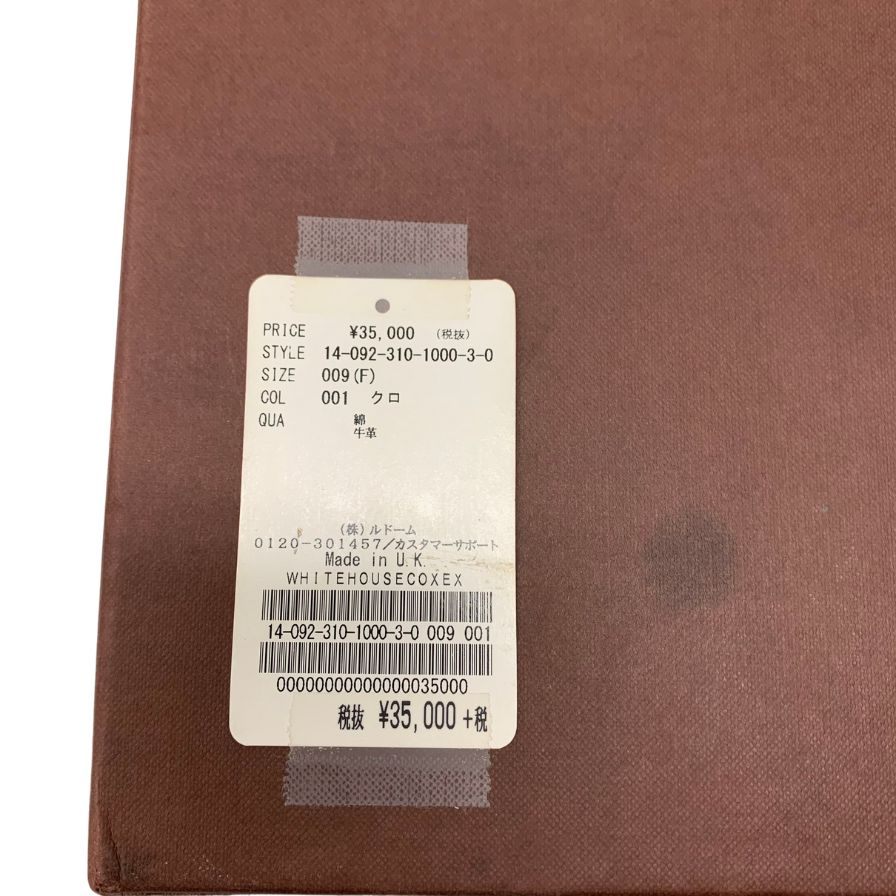 PRICE ¥35,000 (税抜)
STYLE 14-092-310-1000-3-0
SIZE 009(F)
COL 001 クロ
QUA 綿
牛革
(株)ルドーム
0120-301457/カスタマーサポート
Made in U.K.
WHITEHOUSECOXEX
14-092-310-1000-3-0 009 001
00000000000000035000
税抜 ¥35,000+税